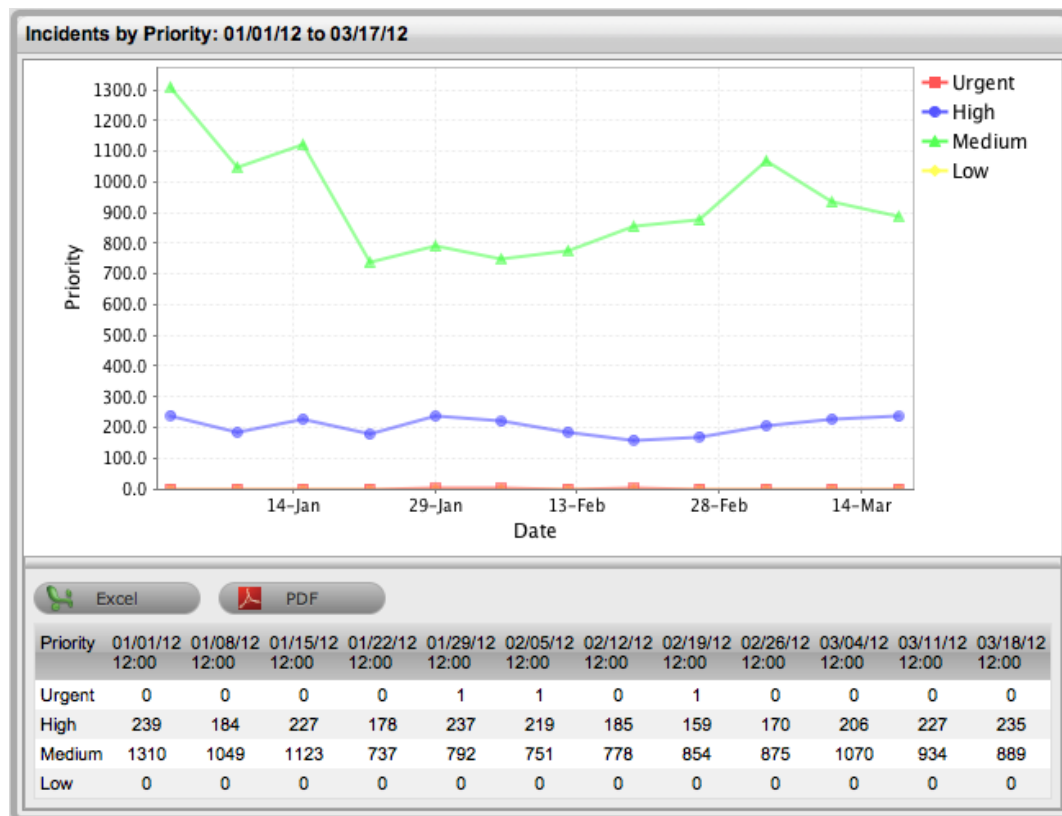 Incidents by Priority: 01/01/12 to 03/17/12
1300.0
1200.0
1100.0
1000.0
900.0
800.0
700.0
600.0
500.0
400.0
300.0
200.0
100.0
0.0
Priority
14-Jan 29-Jan 13-Feb 28-Feb 14-Mar
Date
Urgent
High
Medium
Low
Excel PDF
Priority 01/01/12 01/08/12 01/15/12 01/22/12 01/29/12 02/05/12 02/12/12 02/19/12 02/26/12 03/04/12 03/11/12 03/18/12
12:00 12:00 12:00 12:00 12:00 12:00 12:00 12:00 12:00 12:00 12:00 12:00
Urgent 0 0 0 0 1 1 0 1 0 0 0 0
High 239 184 227 178 237 219 185 159 170 206 227 235
Medium 1310 1049 1123 737 792 751 778 854 875 1070 934 889
Low 0 0 0 0 0 0 0 0 0 0 0 0